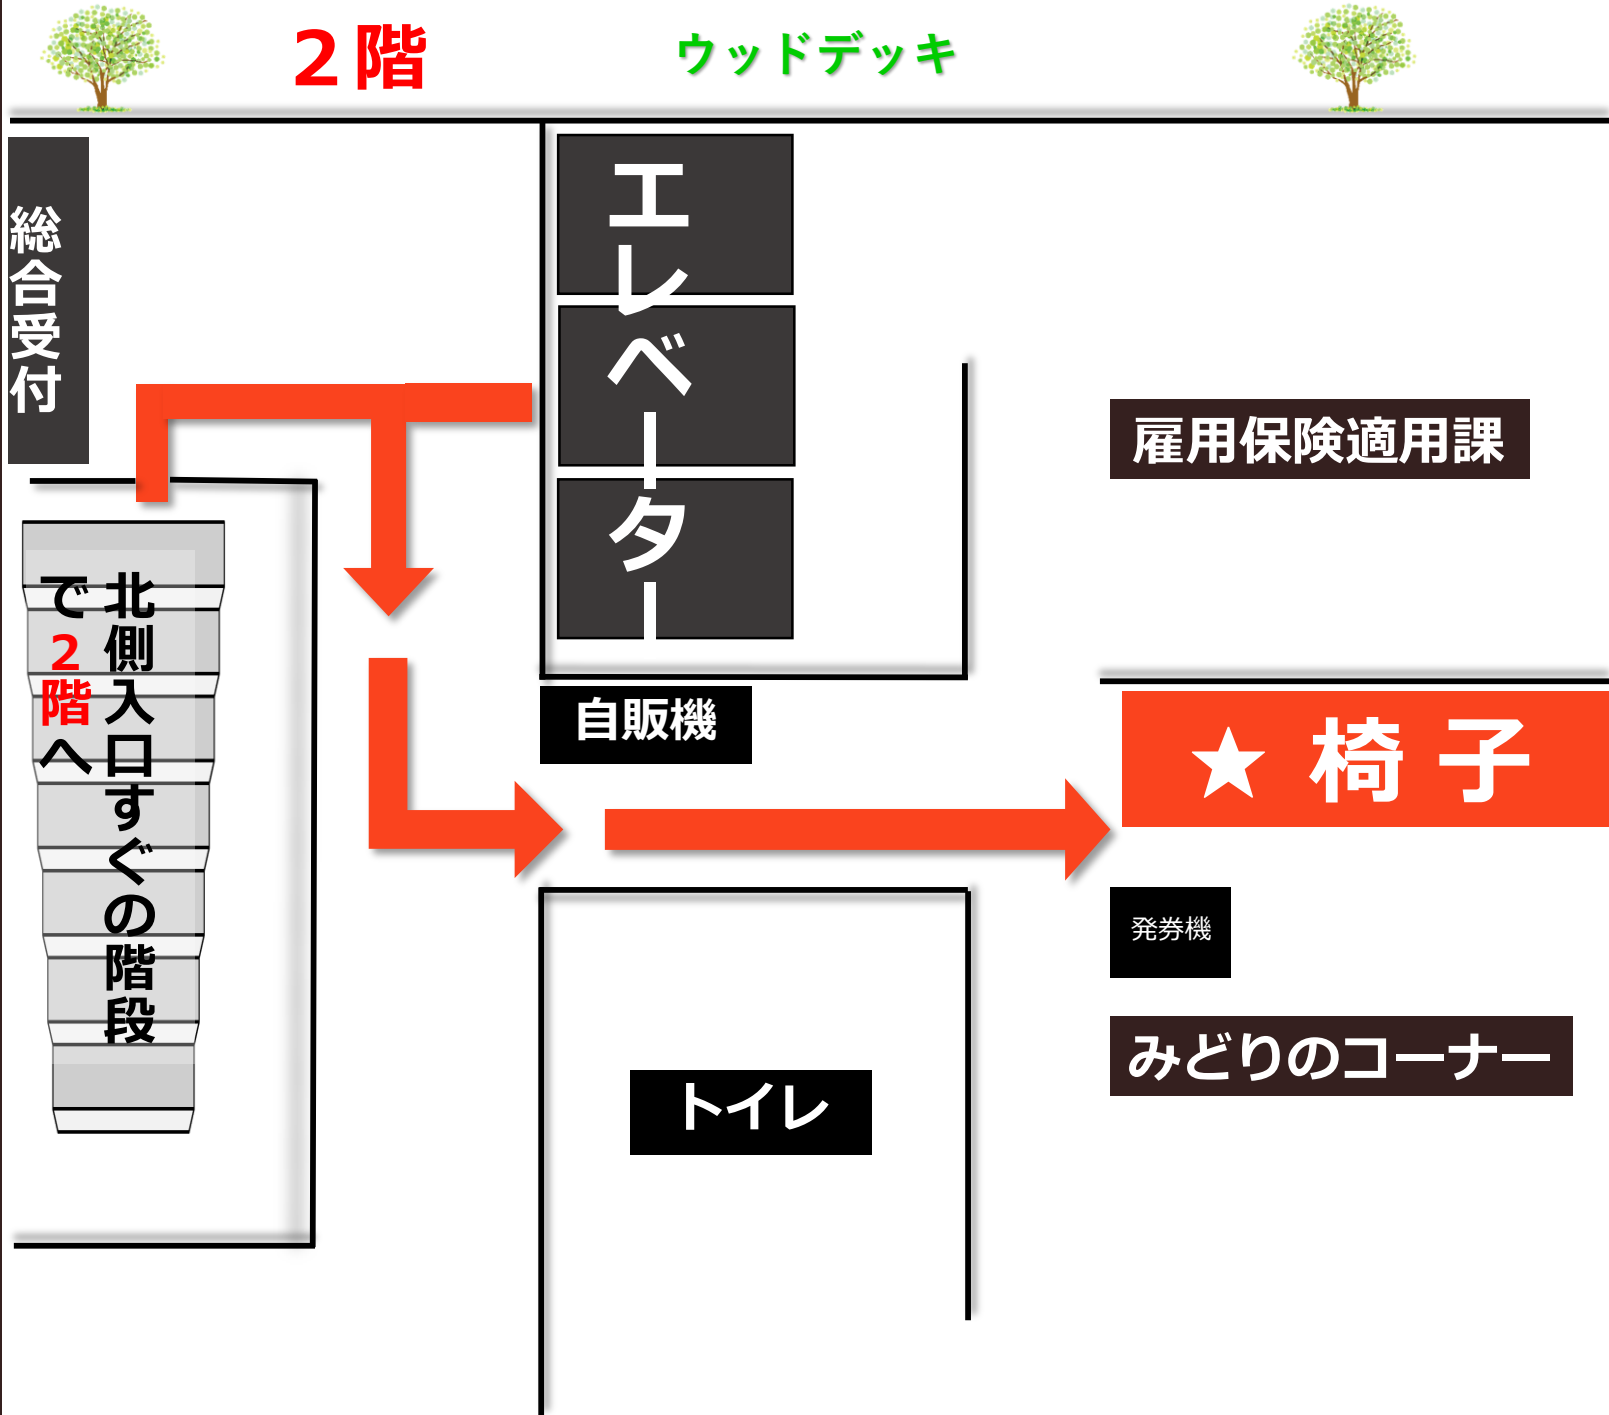 ２階
ウッドデッキ
総合受付
エレベーター
雇用保険適用課
自販機
★ 椅 子
北側入口すぐの階段
で２階へ
発券機
みどりのコーナー
トイレ